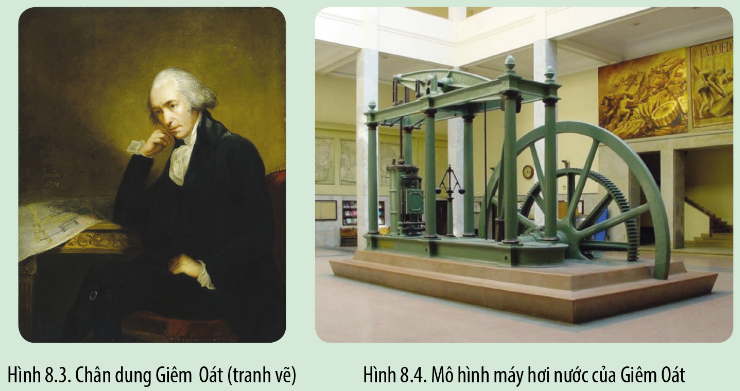 Hình 8.3. Chân dung Giêm Oát (tranh vẽ)
Hình 8.4. Mô hình máy hơi nước của Giêm Oát